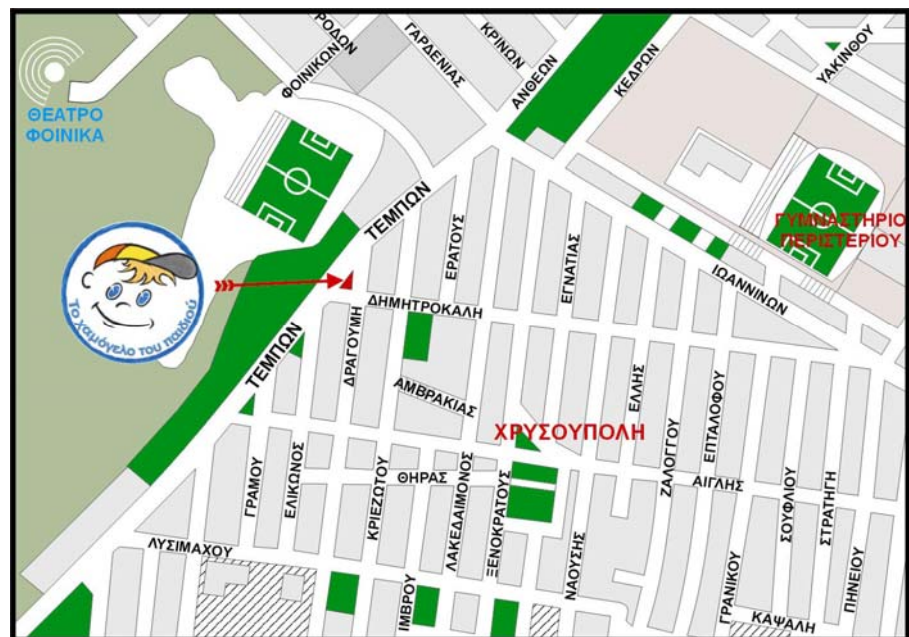 ΡΟΔΩΝ
ΦΟΙΝΙΚΩΝ
ΓΑΡΔΕΝΙΑΣ
ΚΡΙΝΩΝ
ΑΝΘΕΩΝ
ΚΕΔΡΩΝ
ΥΑΚΙΝΘΟΥ
ΘΕΑΤΡΟ
ΦΟΙΝΙΚΑ
ΤΕΜΠΩΝ
ΕΡΑΤΟΥΣ
ΕΓΝΑΤΙΑΣ
ΓΥΜΝΑΣΤΗΡΙΟ
ΠΕΡΙΣΤΕΡΙΟΥ
ΙΩΑΝΝΙΝΩΝ
Το χαμόγελο του παιδιού
ΔΗΜΗΤΡΟΚΑΛΗ
ΤΕΜΠΩΝ
ΔΡΑΓΟΥΜΗ
ΑΜΒΡΑΚΙΑΣ
ΕΛΛΗΣ
ΧΡΥΣΟΥΠΟΛΗ
ΖΑΛΟΓΓΟΥ
ΕΠΤΑΛΟΦΟΥ
ΓΡΑΜΟΥ
ΕΛΙΚΩΝΟΣ
ΚΡΙΕΖΩΤΟΥ
ΘΗΡΑΣ
ΛΑΚΕΔΑΙΜΟΝΟΣ
ΞΕΝΟΚΡΑΤΟΥΣ
ΑΙΓΛΗΣ
ΣΟΥΦΛΙΟΥ
ΣΤΡΑΤΗΓΗ
ΛΥΣΙΜΑΧΟΥ
ΙΜΒΡΟΥ
ΝΑΟΥΣΗΣ
ΓΡΑΝΙΚΟΥ
ΚΑΨΑΛΗ
ΠΗΝΕΙΟΥ